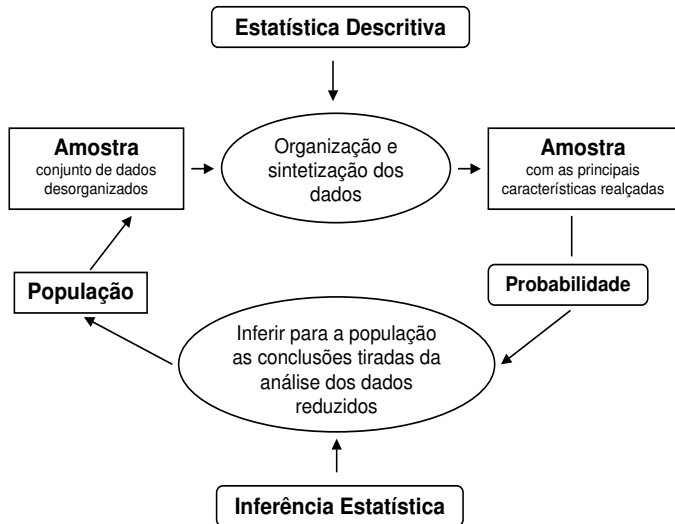 Estatística Descritiva
Amostra
conjunto de dados
desorganizados
Organização e
sintetização dos
dados
Amostra
com as principais
características realçadas
População
Probabilidade
Inferir para a população
as conclusões tiradas da
análise dos dados
reduzidos
Inferência Estatística